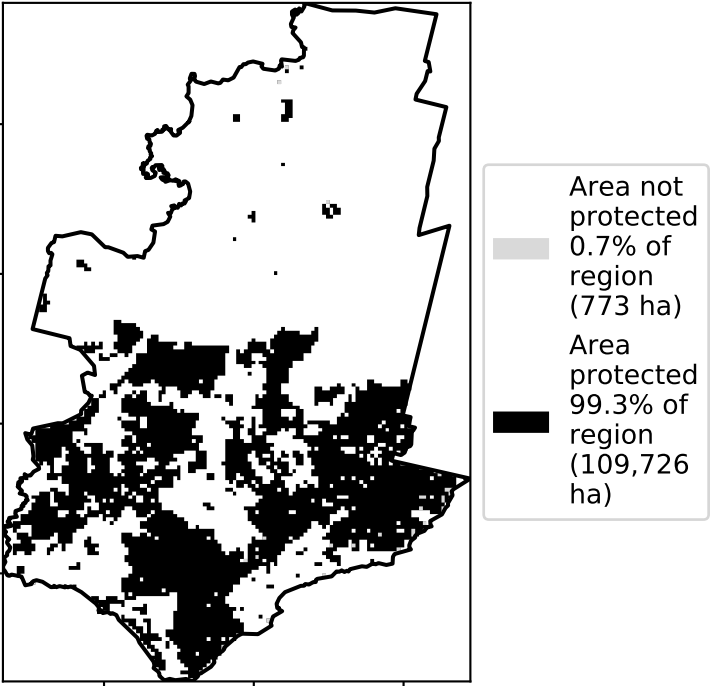 Area not
protected
0.7% of
region
(773 ha)
Area
protected
99.3% of
region
(109,726
ha)